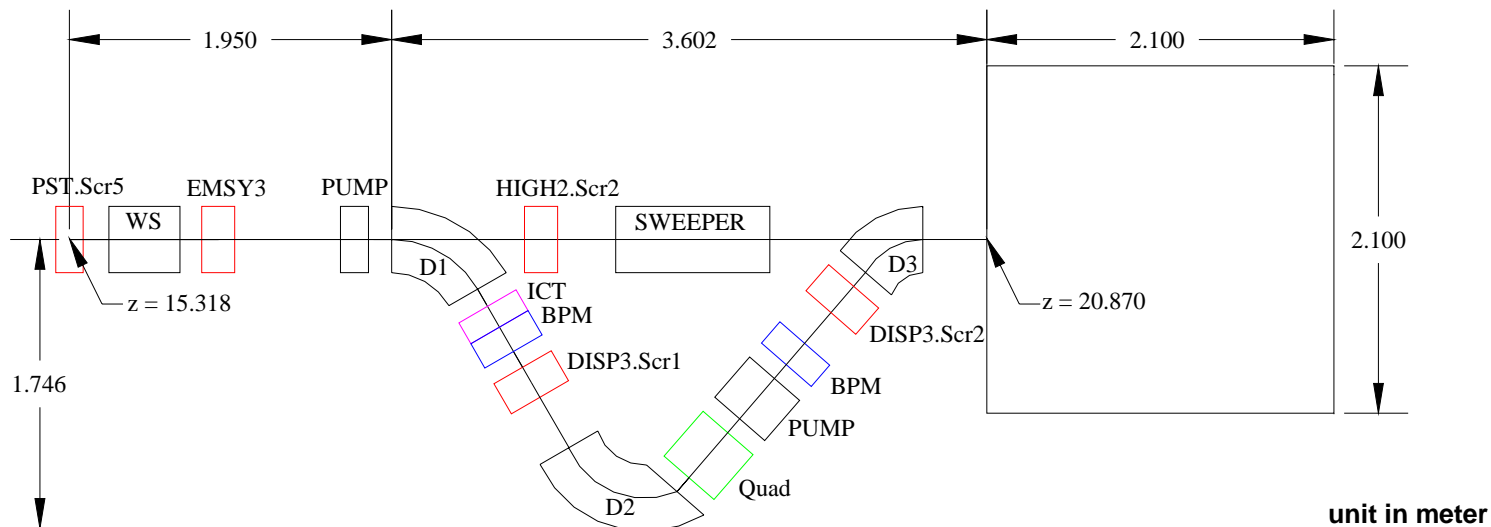 1.950
3.602
2.100
PST.Scr5
WS
EMSY3
PUMP
HIGH2.Scr2
SWEEPER
D1
D3
2.100
z = 15.318
ICT
BPM
z = 20.870
DISP3.Scr2
DISP3.Scr1
1.746
BPM
PUMP
Quad
D2
unit in meter